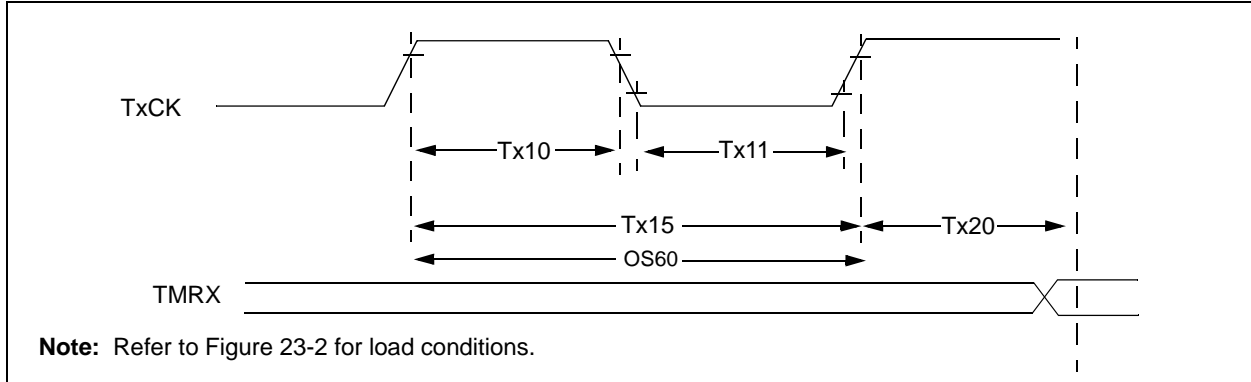 TxCK
Tx10
Tx11
Tx15
Tx20
OS60
TMRX
Note: Refer to Figure 23-2 for load conditions.